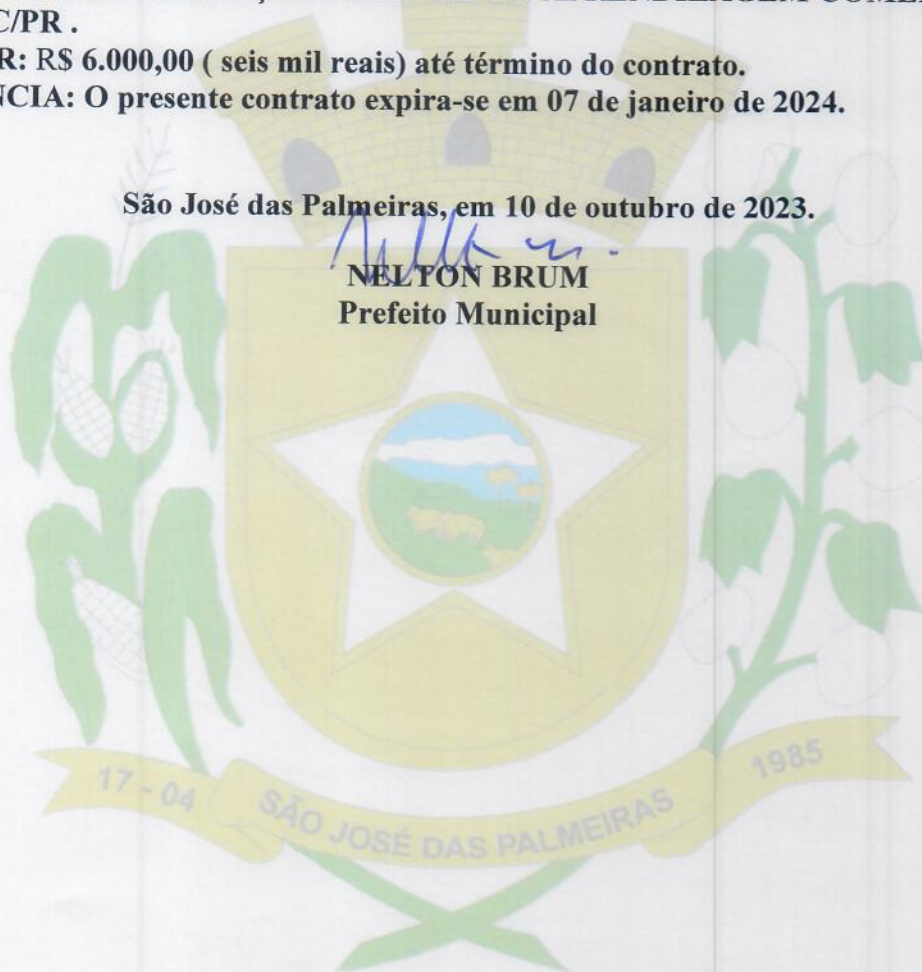 C/PR .
R: R$ 6.000,00 ( seis mil reais) até término do contrato.
NCIA: O presente contrato expira-se em 07 de janeiro de 2024.
São José das Palmeiras, em 10 de outubro de 2023.
NELTON BRUM
Prefeito Municipal
17 - 04 SÃO JOSÉ DAS PALMEIRAS 1985